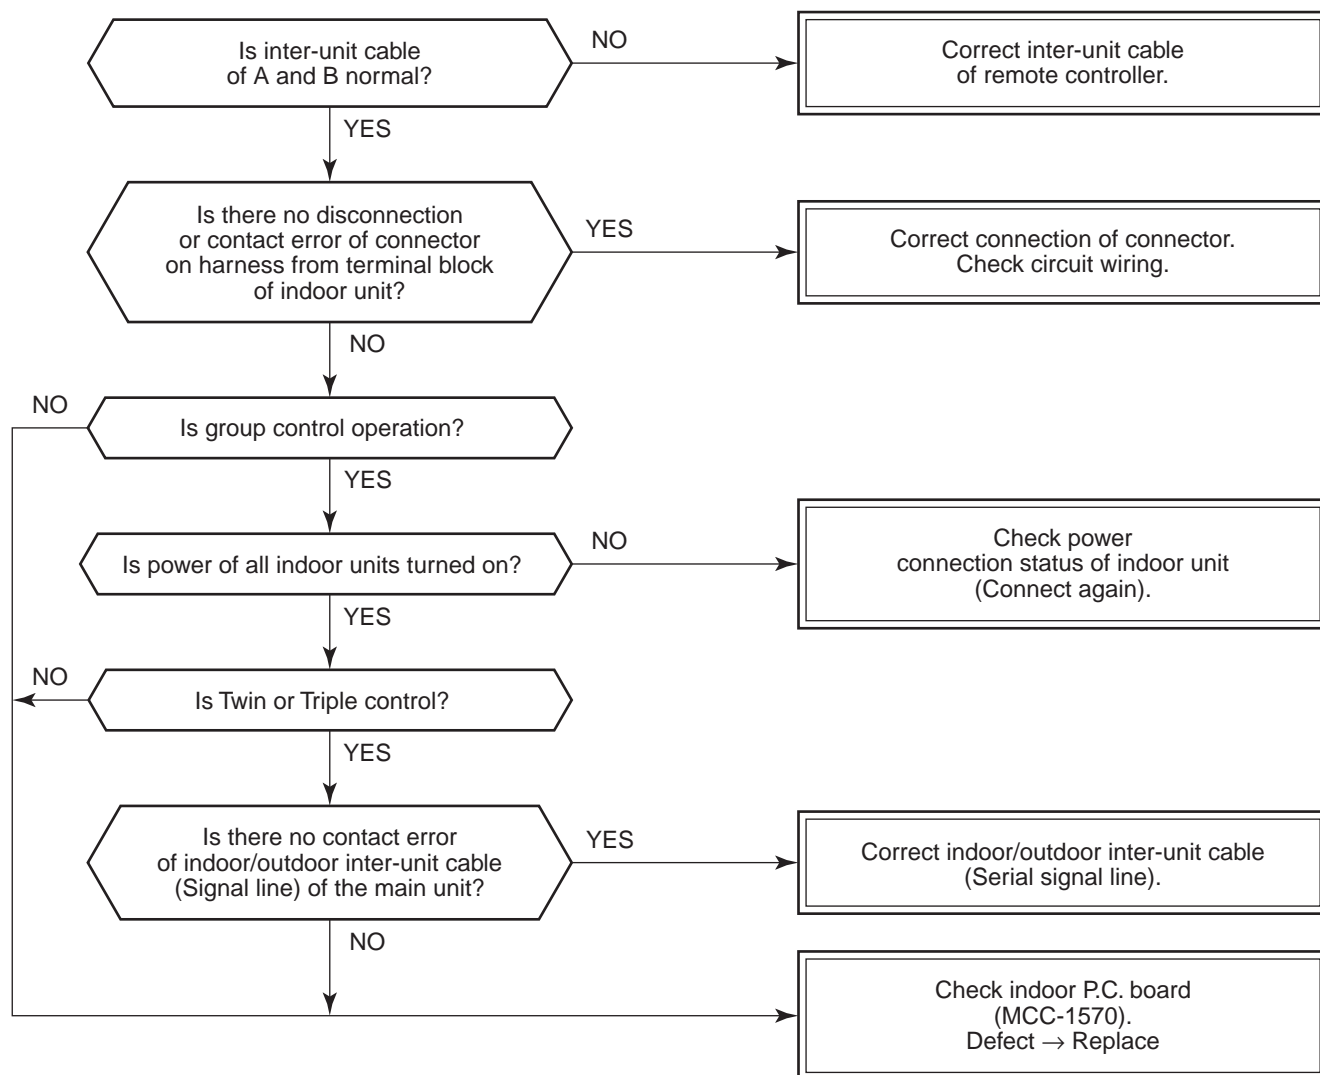 Is inter-unit cable
of A and B normal?
NO
Correct inter-unit cable
of remote controller.
YES
Is there no disconnection
or contact error of connector
on harness from terminal block
of indoor unit?
YES
Correct connection of connector.
Check circuit wiring.
NO
NO
Is group control operation?
YES
Is power of all indoor units turned on?
NO
Check power
connection status of indoor unit
(Connect again).
YES
NO
Is Twin or Triple control?
YES
Is there no contact error
of indoor/outdoor inter-unit cable
(Signal line) of the main unit?
YES
Correct indoor/outdoor inter-unit cable
(Serial signal line).
NO
Check indoor P.C. board
(MCC-1570).
Defect → Replace